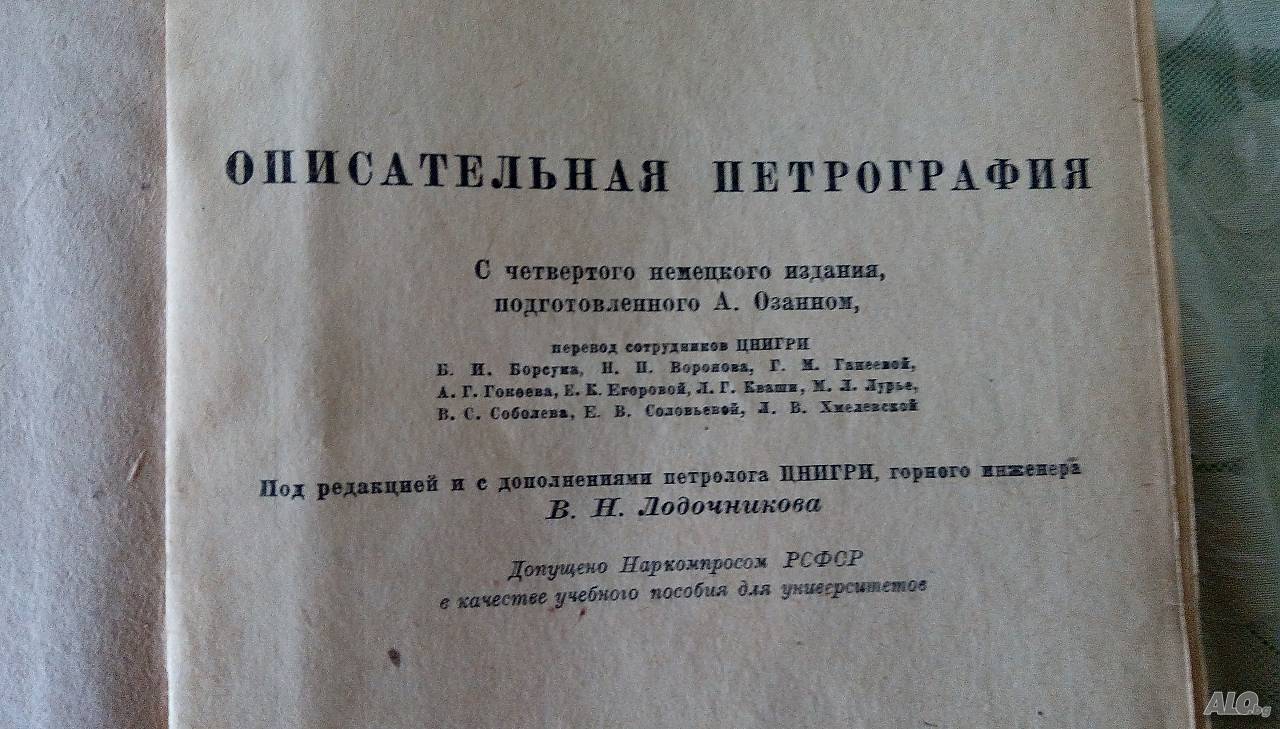 ОПИСАТЕЛЬНАЯ ПЕТРОГРАФИЯ
С четвертого немецкого издания,
подготовленного А. Озанном,
перевод сотрудников ЦНИГРИ
Б. И. Борсука, Н. П. Воронова, Г. М. Ганеевой,
А. Г. Гокоева, Е. К. Егоровой, Л. Г. Кваши, М. Л. Лурье,
В. С. Соболева, Е. В. Соловьевой, Л. В. Хмелевской
Под редакцией и с дополнениями петролога ЦНИГРИ, горного инженера
В. Н. Лодочникова
Допущено Наркомпросом РСФСР
в качестве учебного пособия для университетов
ALO.bg